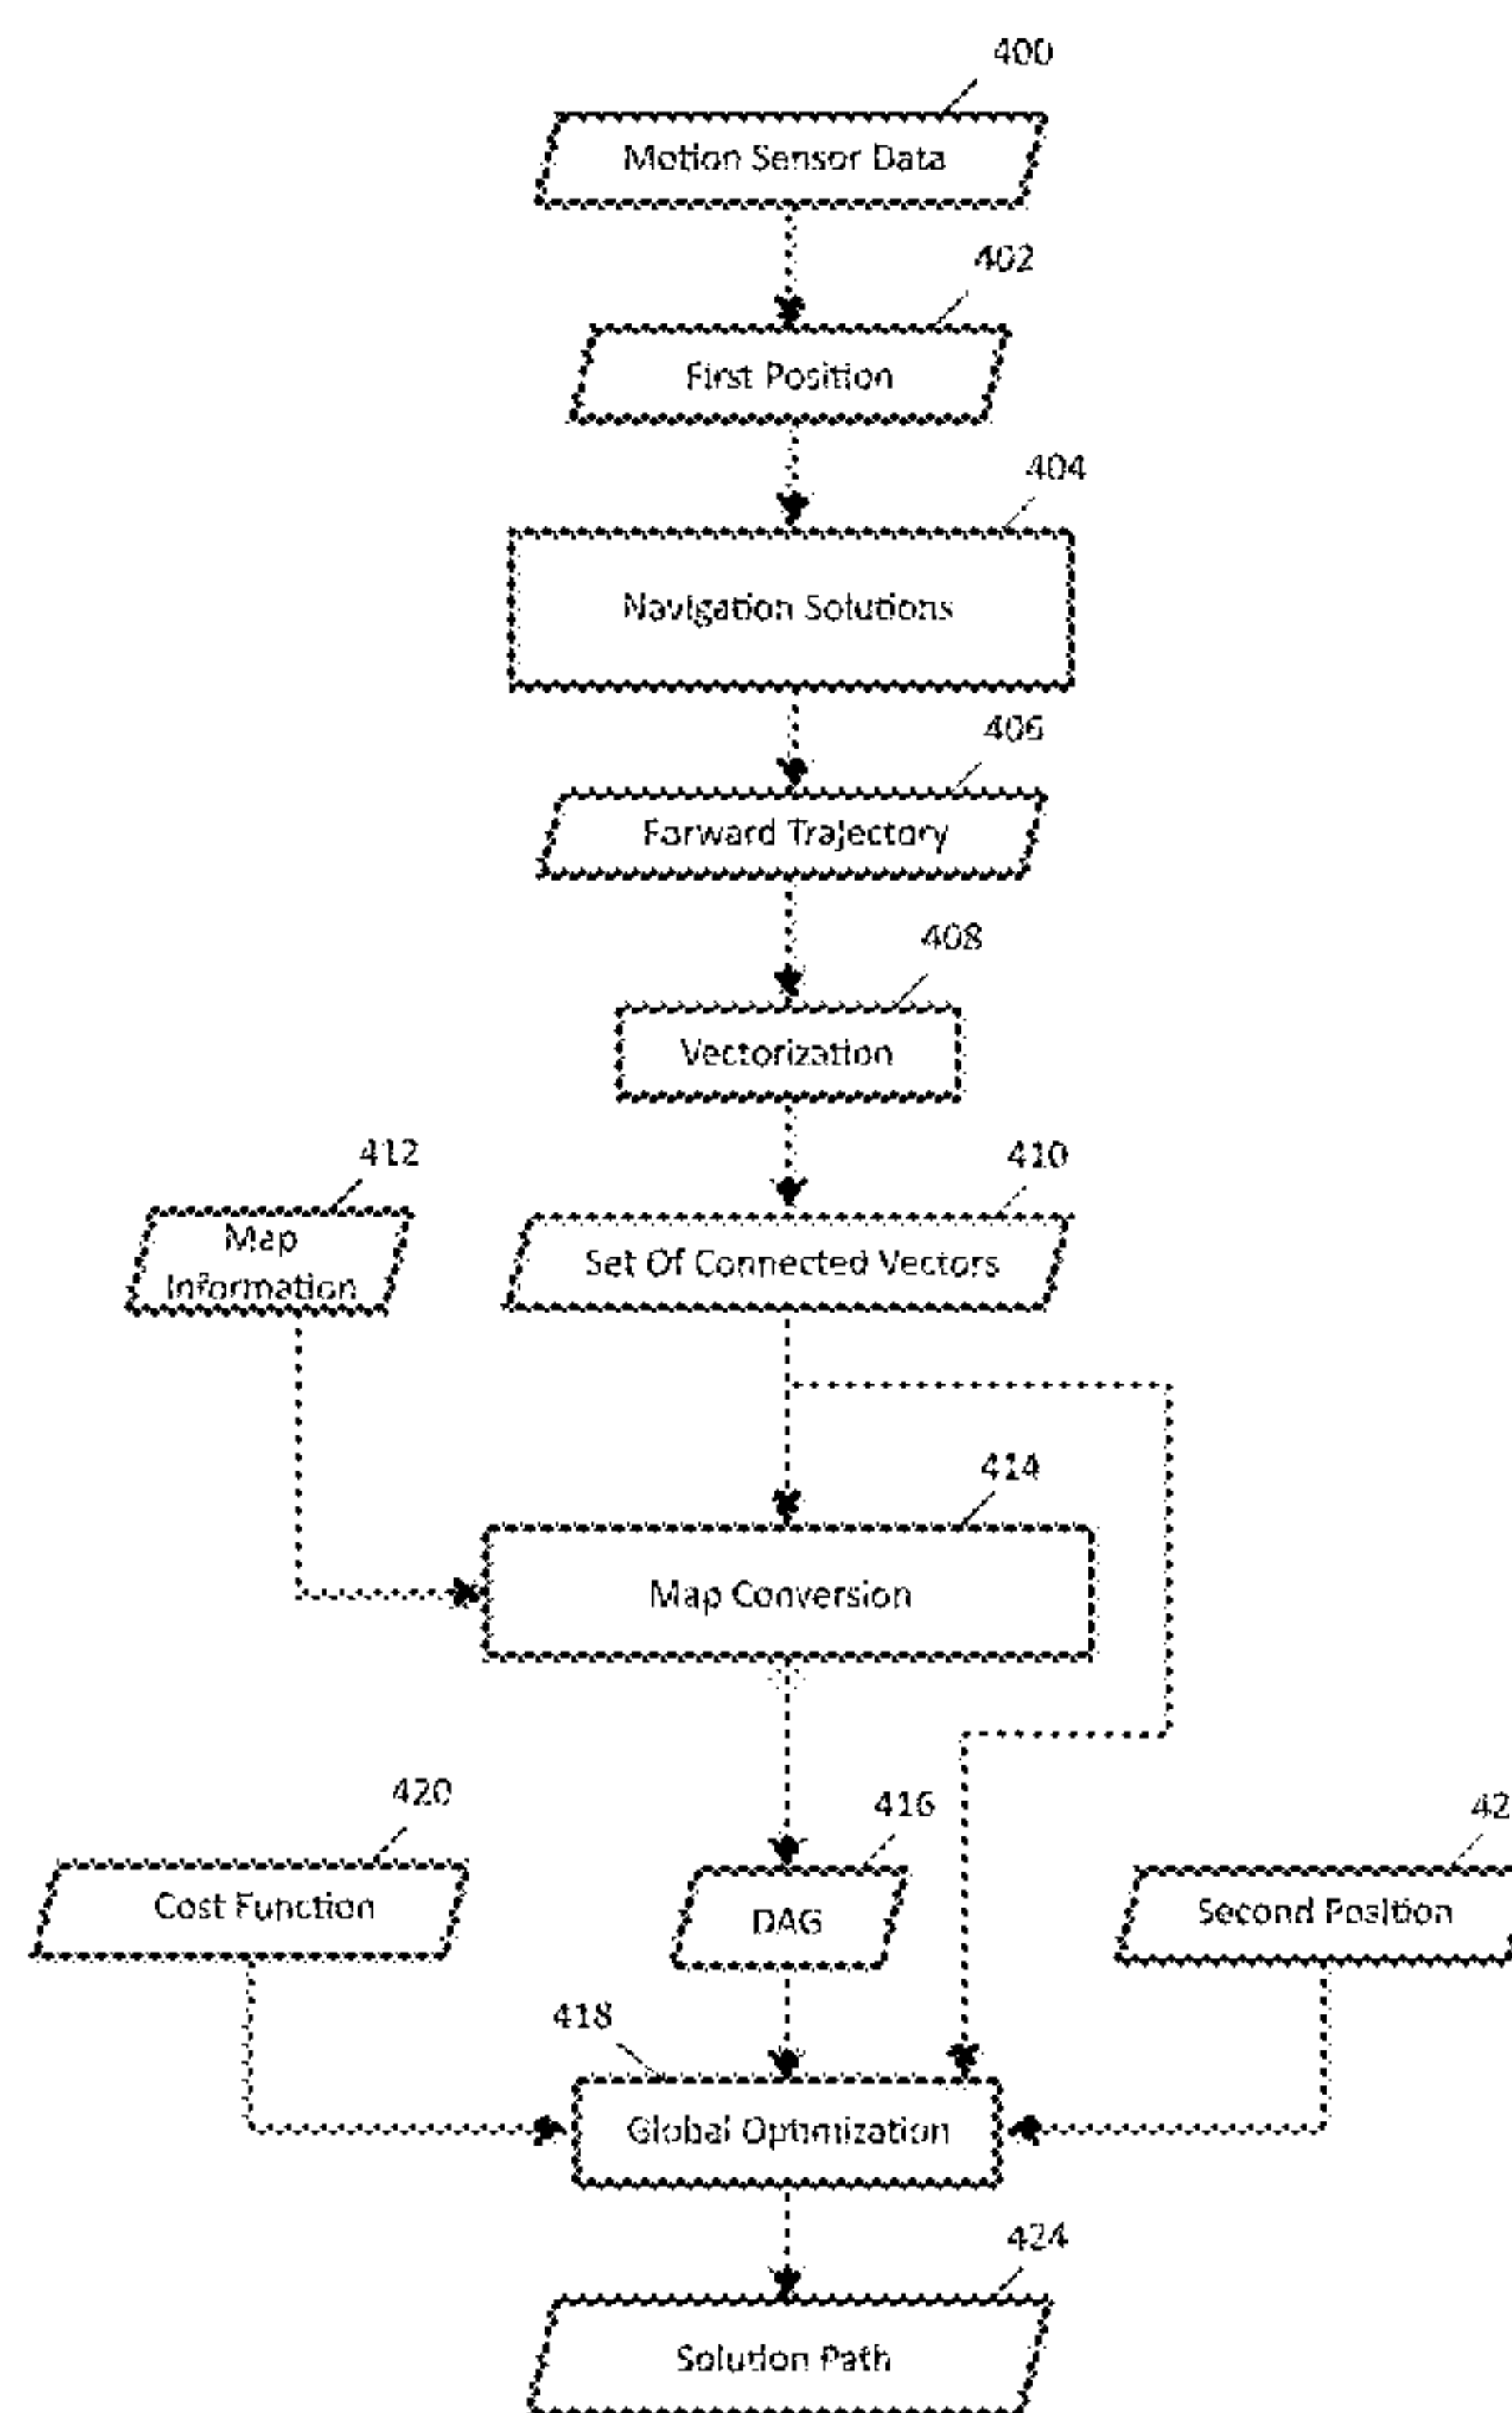 400
Motion Sensor Data
402
First Position
404
Navigation Solutions
406
Forward Trajectory
408
Vectorization
412
410
Map
Information
Set Of Connected Vectors
414
Map Conversion
420
416
42
Cost Function
DAG
Second Position
418
Global Optimization
424
Solution Path